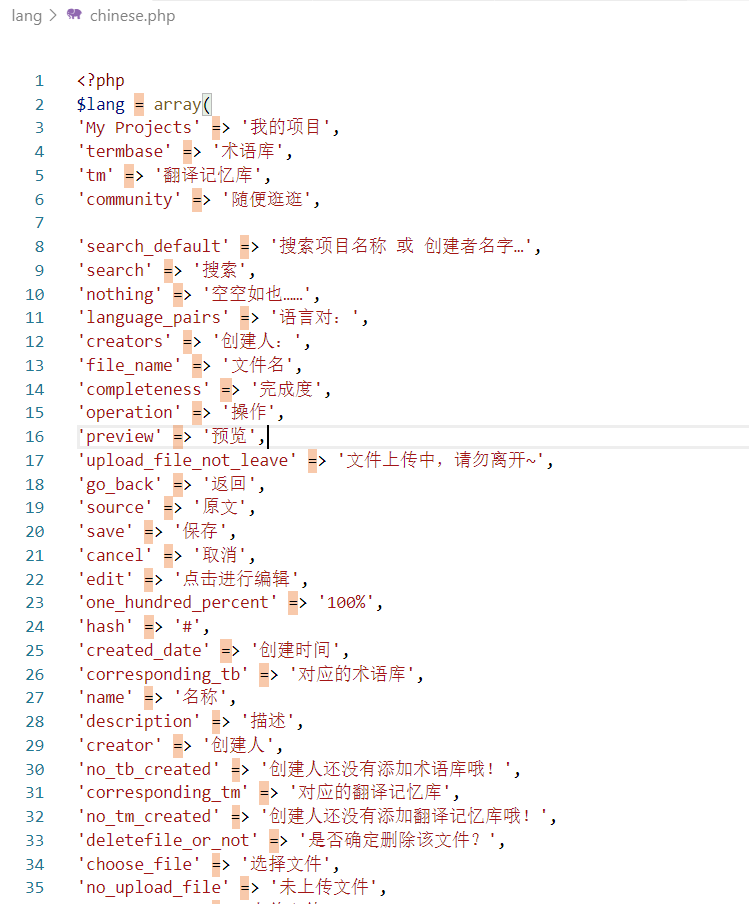 lang > chinese.php
1 <?php
2 $lang = array(
3 'My Projects' => '我的项目',
4 'termbase' => '术语库',
5 'tm' => '翻译记忆库',
6 'community' => '随便逛逛',
7
8 'search_default' => '搜索项目名称 或 创建者名字…',
9 'search' => '搜索',
10 'nothing' => '空空如也……',
11 'language_pairs' => '语言对：',
12 'creators' => '创建人：',
13 'file_name' => '文件名',
14 'completeness' => '完成度',
15 'operation' => '操作',
16 'preview' => '预览',
17 'upload_file_not_leave' => '文件上传中，请勿离开~',
18 'go_back' => '返回',
19 'source' => '原文',
20 'save' => '保存',
21 'cancel' => '取消',
22 'edit' => '点击进行编辑',
23 'one_hundred_percent' => '100%',
24 'hash' => '#',
25 'created_date' => '创建时间',
26 'corresponding_tb' => '对应的术语库',
27 'name' => '名称',
28 'description' => '描述',
29 'creator' => '创建人',
30 'no_tb_created' => '创建人还没有添加术语库哦！',
31 'corresponding_tm' => '对应的翻译记忆库',
32 'no_tm_created' => '创建人还没有添加翻译记忆库哦！',
33 'deletefile_or_not' => '是否确定删除该文件？',
34 'choose_file' => '选择文件',
35 'no_upload_file' => '未上传文件',